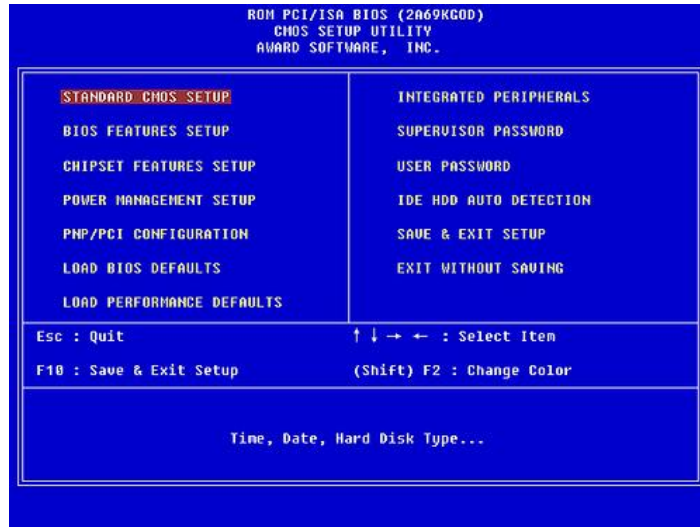 ROM PCI/ISA BIOS (2A69KGOD)
CMOS SETUP UTILITY
AWARD SOFTWARE, INC.
STANDARD CMOS SETUP
BIOS FEATURES SETUP
CHIPSET FEATURES SETUP
POWER MANAGEMENT SETUP
PNP/PCI CONFIGURATION
LOAD BIOS DEFAULTS
LOAD PERFORMANCE DEFAULTS
INTEGRATED PERIPHERALS
SUPERVISOR PASSWORD
USER PASSWORD
IDE HDD AUTO DETECTION
SAVE & EXIT SETUP
EXIT WITHOUT SAVING
Esc : Quit
F10 : Save & Exit Setup
↑ ↓ → ← : Select Item
(Shift) F2 : Change Color
Time, Date, Hard Disk Type...